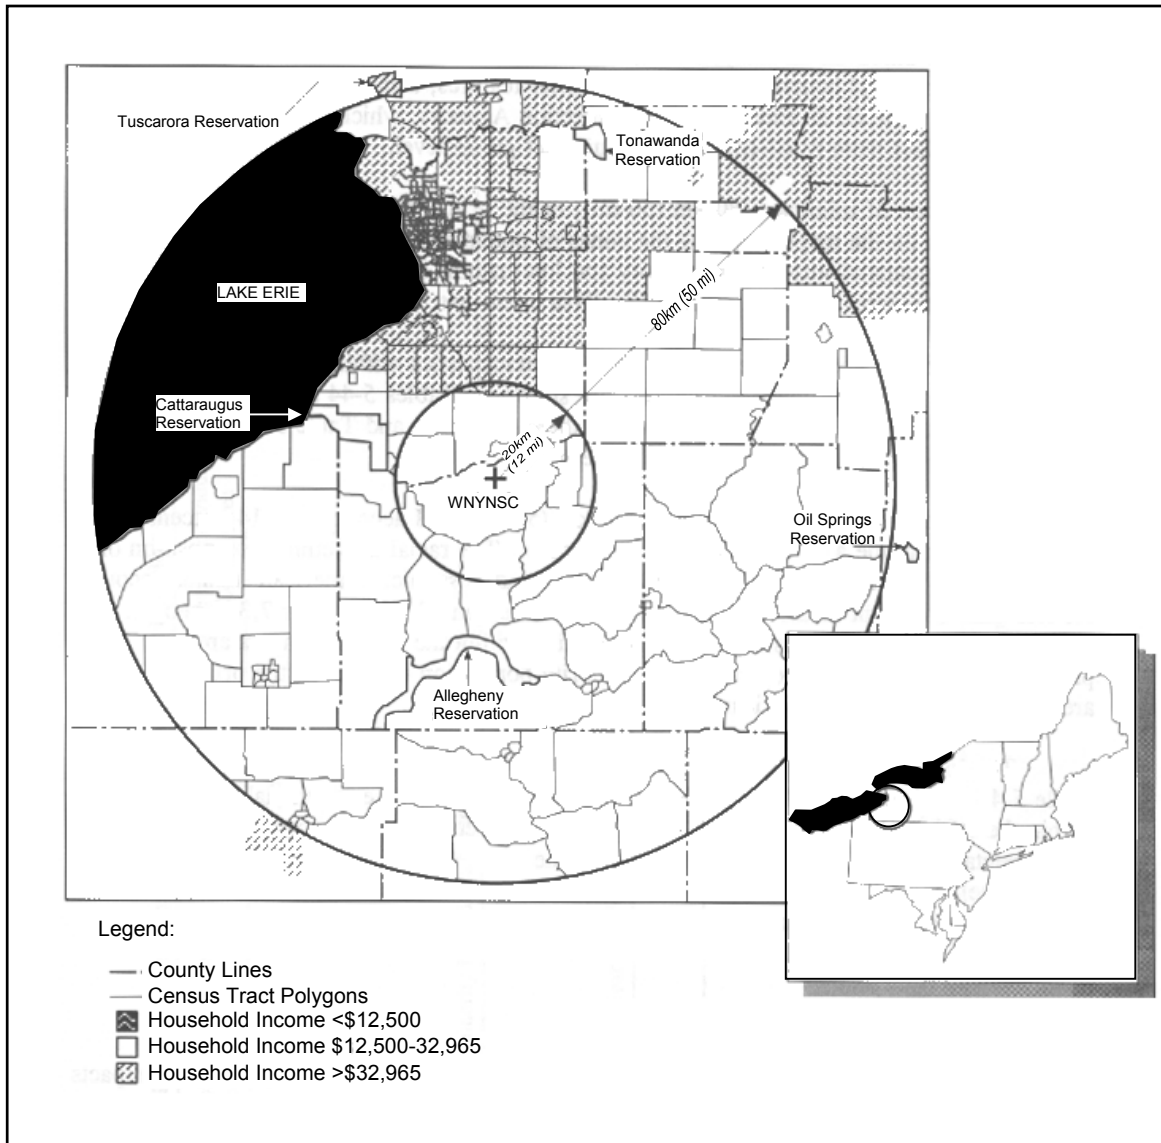 Tuscarora Reservation
Tonawanda
Reservation
LAKE ERIE
80km (50 mi)
Cattaraugus
Reservation
20km
(12 mi)
WNYNSC
Oil Springs
Reservation
Allegheny
Reservation
Legend:
County Lines
Census Tract Polygons
Household Income <$12,500
Household Income $12,500-32,965
Household Income >$32,965